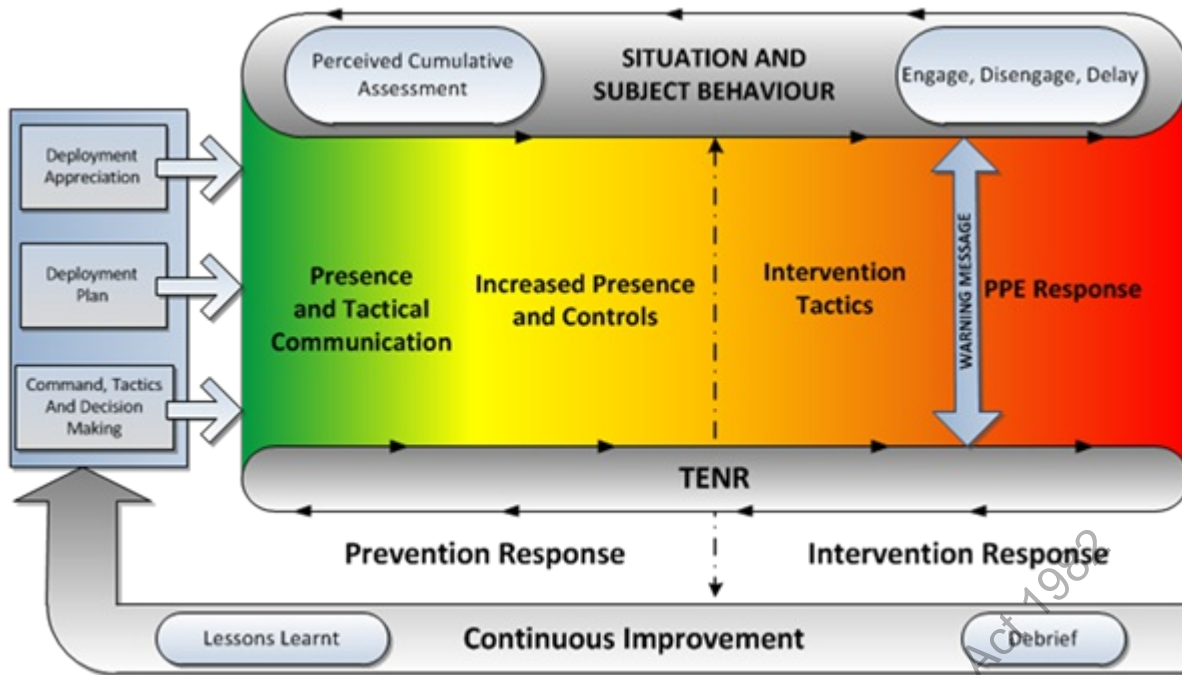 Perceived Cumulative
Assessment
SITUATION AND
SUBJECT BEHAVIOUR
Engage, Disengage, Delay
Deployment
Appreciation
Deployment
Plan
Command, Tactics
And Decision
Making
Presence
and Tactical
Communication
Increased Presence
and Controls
Intervention
Tactics
WARNING MESSAGE
PPE Response
TENR
Prevention Response
Intervention Response
Lessons Learnt
Continuous Improvement
Debrief
Act 1982